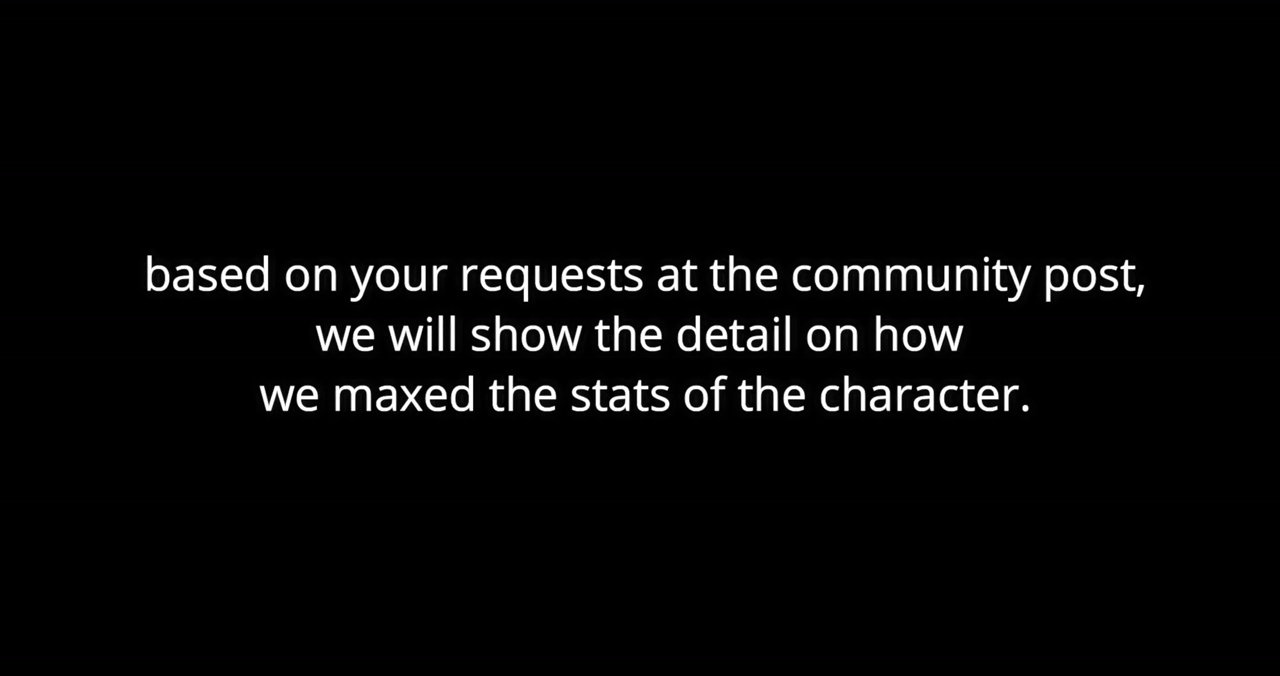 based on your requests at the community post,
we will show the detail on how
we maxed the stats of the character.